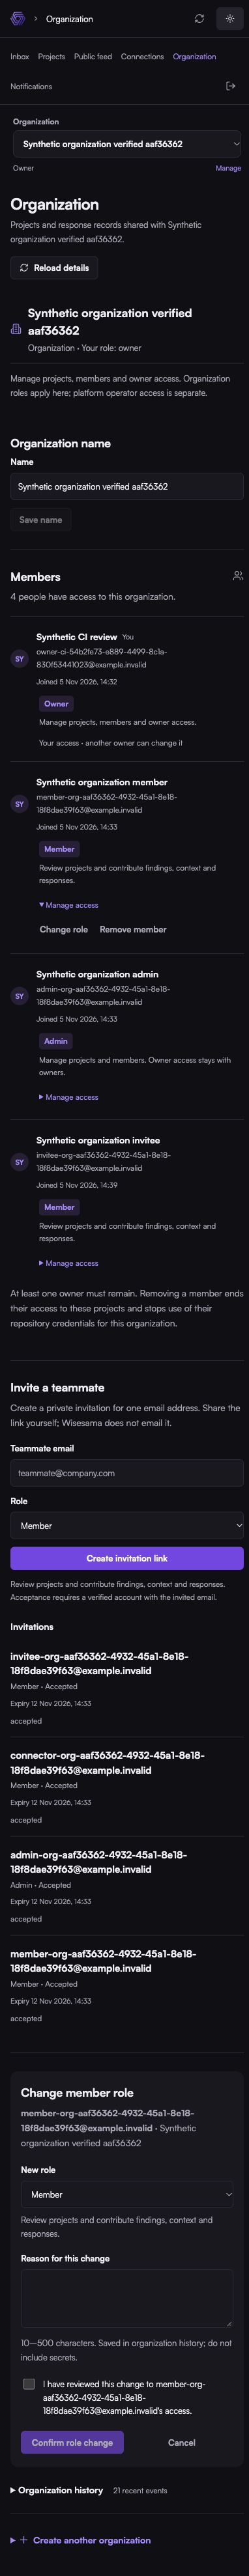 Organization
Inbox Projects Public feed Connections Organization
Notifications
Organization
Synthetic organization verified aaf36362
Owner Manage
Organization
Projects and response records shared with Synthetic
organization verified aaf36362.
Reload details
Synthetic organization verified
aaf36362
Organization · Your role: owner
Manage projects, members and owner access. Organization
roles apply here; platform operator access is separate.
Organization name
Name
Synthetic organization verified aaf36362
Save name
Members
4 people have access to this organization.
SY
Synthetic CI review You
owner-ci-54b2fe73-e889-4499-8c1a-
830f53441023@example.invalid
Joined 5 Nov 2026, 14:32
Owner
Manage projects, members and owner access.
Your access · another owner can change it
SY
Synthetic organization member
member-org-aaf36362-4932-45a1-8e18-
18f8dae39f63@example.invalid
Joined 5 Nov 2026, 14:33
Member
Review projects and contribute findings, context and
responses.
Manage access
Change role Remove member
SY
Synthetic organization admin
admin-org-aaf36362-4932-45a1-8e18-
18f8dae39f63@example.invalid
Joined 5 Nov 2026, 14:33
Admin
Manage projects and members. Owner access stays with
owners.
Manage access
SY
Synthetic organization invitee
invitee-org-aaf36362-4932-45a1-8e18-
18f8dae39f63@example.invalid
Joined 5 Nov 2026, 14:39
Member
Review projects and contribute findings, context and
responses.
Manage access
At least one owner must remain. Removing a member ends
their access to these projects and stops use of their
repository credentials for this organization.
Invite a teammate
Create a private invitation for one email address. Share the
link yourself; Wisesama does not email it.
Teammate email
teammate@company.com
Role
Member
Create invitation link
Review projects and contribute findings, context and responses.
Acceptance requires a verified account with the invited email.
Invitations
invitee-org-aaf36362-4932-45a1-8e18-
18f8dae39f63@example.invalid
Member · Accepted
Expiry 12 Nov 2026, 14:33
accepted
connector-org-aaf36362-4932-45a1-8e18-
18f8dae39f63@example.invalid
Member · Accepted
Expiry 12 Nov 2026, 14:33
accepted
admin-org-aaf36362-4932-45a1-8e18-
18f8dae39f63@example.invalid
Admin · Accepted
Expiry 12 Nov 2026, 14:33
accepted
member-org-aaf36362-4932-45a1-8e18-
18f8dae39f63@example.invalid
Member · Accepted
Expiry 12 Nov 2026, 14:33
accepted
Change member role
member-org-aaf36362-4932-45a1-8e18-
18f8dae39f63@example.invalid · Synthetic
organization verified aaf36362
New role
Member
Review projects and contribute findings, context and
responses.
Reason for this change
10–500 characters. Saved in organization history; do not
include secrets.
I have reviewed this change to member-org-
aaf36362-4932-45a1-8e18-
18f8dae39f63@example.invalid's access.
Confirm role change Cancel
Organization history 21 recent events
Create another organization